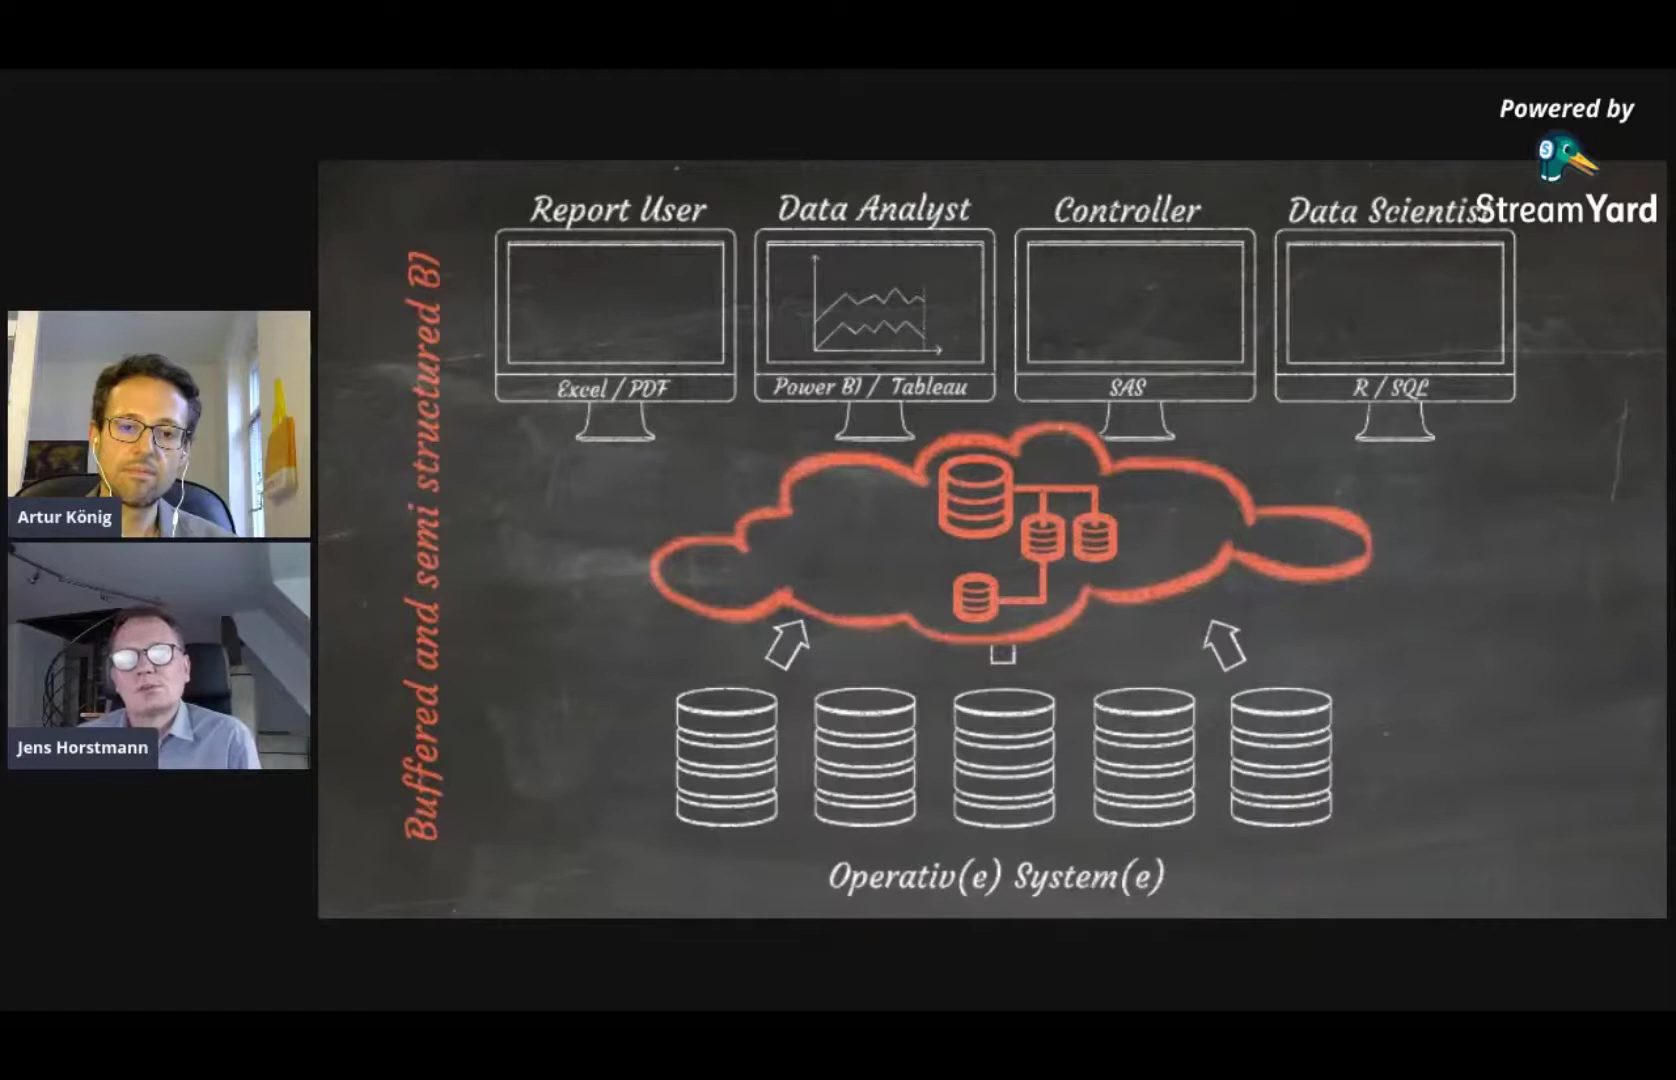 Powered by
StreamYard
Report User
Data Analyst
Controller
Data Scientist
Excel / PDF
Power BI / Tableau
SAS
R / SQL
Buffered and semi structured BI
Artur König
Jens Horstmann
Operativ(e) System(e)